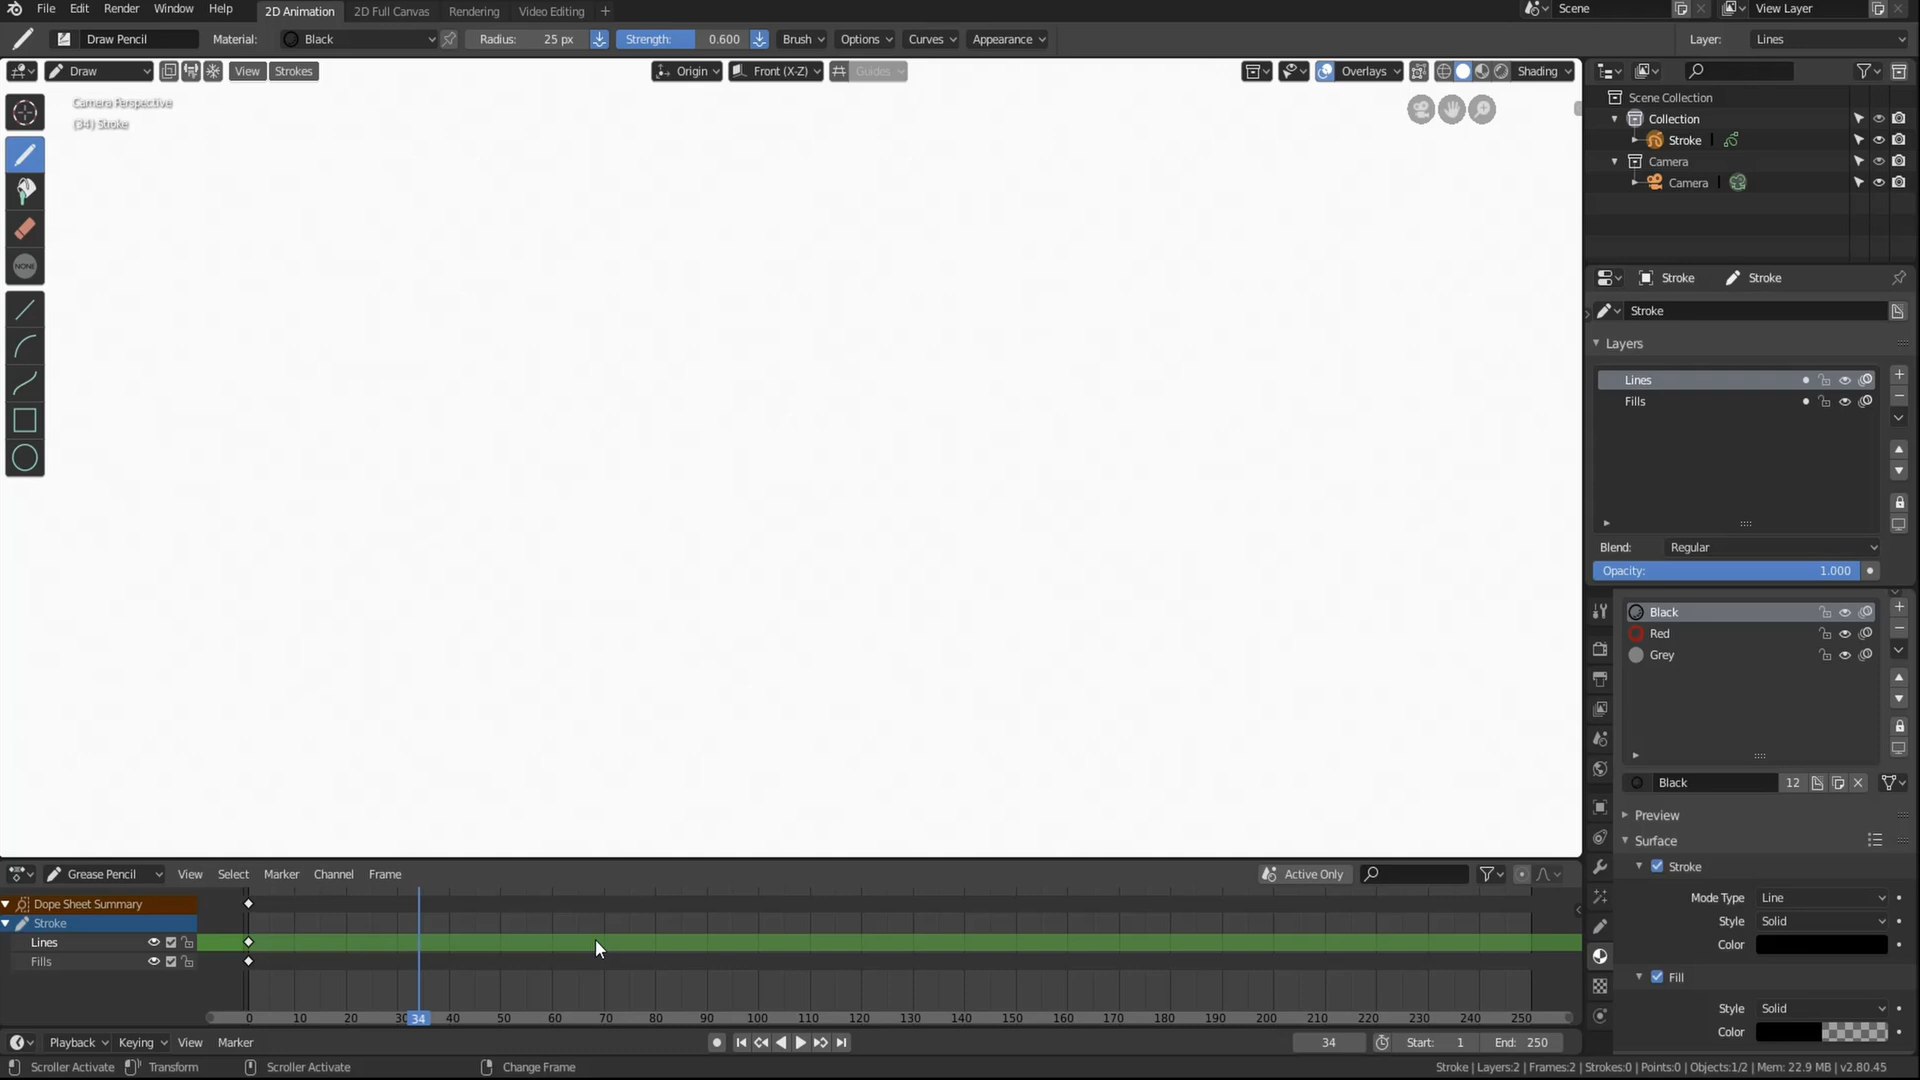 File Edit Render Window Help 2D Animation 2D Full Canvas Rendering Video Editing + Scene View Layer
Draw Pencil Material: Black Radius: 25 px Strength: 0.600 Brush Options Curves Appearance Layer: Lines
Draw View Strokes Origin Front (X-Z) Guides Overlays Shading
Camera Perspective
(34) Stroke
NONE
Scene Collection
Collection
Stroke
Camera
Camera
Stroke Stroke
Stroke
Layers
Lines
Fills
Blend: Regular
Opacity: 1.000
Black
Red
Grey
Black 12
Preview
Surface
Stroke
Mode Type Line
Style Solid
Color
Fill
Style Solid
Color
Grease Pencil View Select Marker Channel Frame Active Only
Dope Sheet Summary
Stroke
Lines
Fills
0 10 20 30 34 40 50 60 70 80 90 100 110 120 130 140 150 160 170 180 190 200 210 220 230 240 250
Playback Keying View Marker 34 Start: 1 End: 250
Scroller Activate Transform Scroller Activate Change Frame Stroke | Layers:2 | Frames:2 | Strokes:0 | Points:0 | Objects:1/2 | Mem: 22.9 MB | v2.80.45